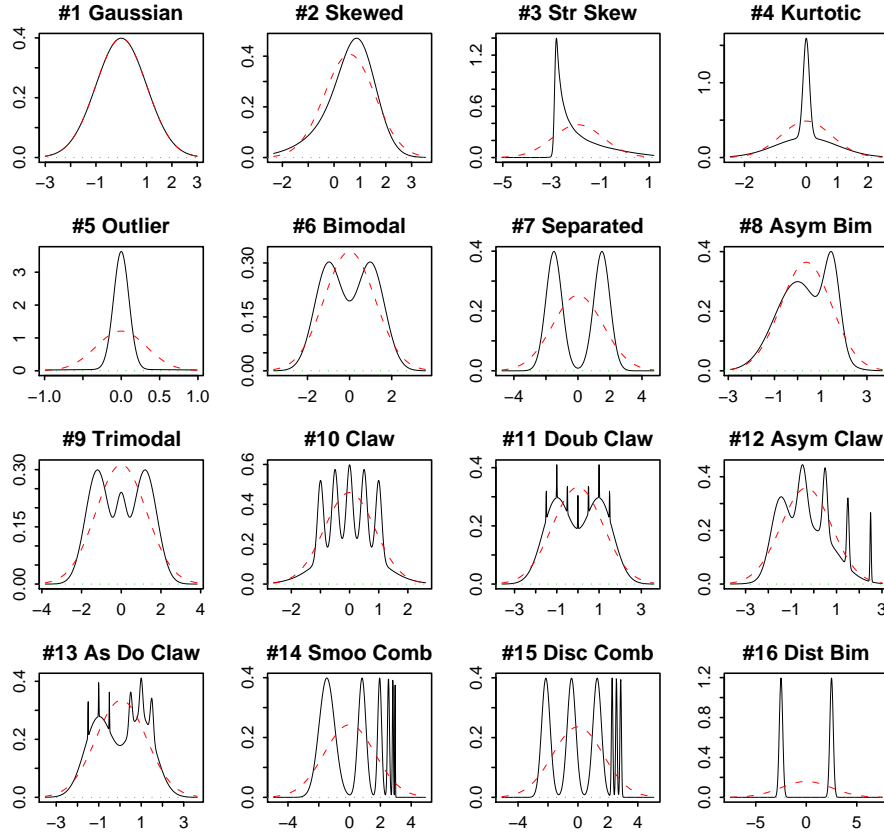 #1 Gaussian
#2 Skewed
#3 Str Skew
#4 Kurtotic
0.0 0.2 0.4
−3 −1 1 2 3
0.0 0.2 0.4
−2 0 1 2 3
0.0 0.4 0.8 1.2
−5 −3 −1 1
0.0 0.5 1.5
−2 0 2
#5 Outlier
#6 Bimodal
#7 Separated
#8 Asym Bim
0 1 2 3
−1.0 0.0 0.5 1.0
0.00 0.15 0.30
−2 0 2
0.0 0.2 0.4
−4 −2 0 2 4
0.0 0.2 0.4
−3 −1 1 3
#9 Trimodal
#10 Claw
#11 Doub Claw
#12 Asym Claw
0.00 0.15 0.30
−4 −2 0 2 4
0.0 0.2 0.4 0.6
−2 0 1 2
0.0 0.2 0.4
−3 −1 1 3
0.0 0.2 0.4
−3 −1 1 3
#13 As Do Claw
#14 Smoo Comb
#15 Disc Comb
#16 Dist Bim
0.0 0.2 0.4
−3 −1 1 3
0.0 0.2 0.4
−4 0 2 4
0.0 0.2 0.4
−4 0 2 4
0.0 0.4 0.8 1.2
−5 0 5